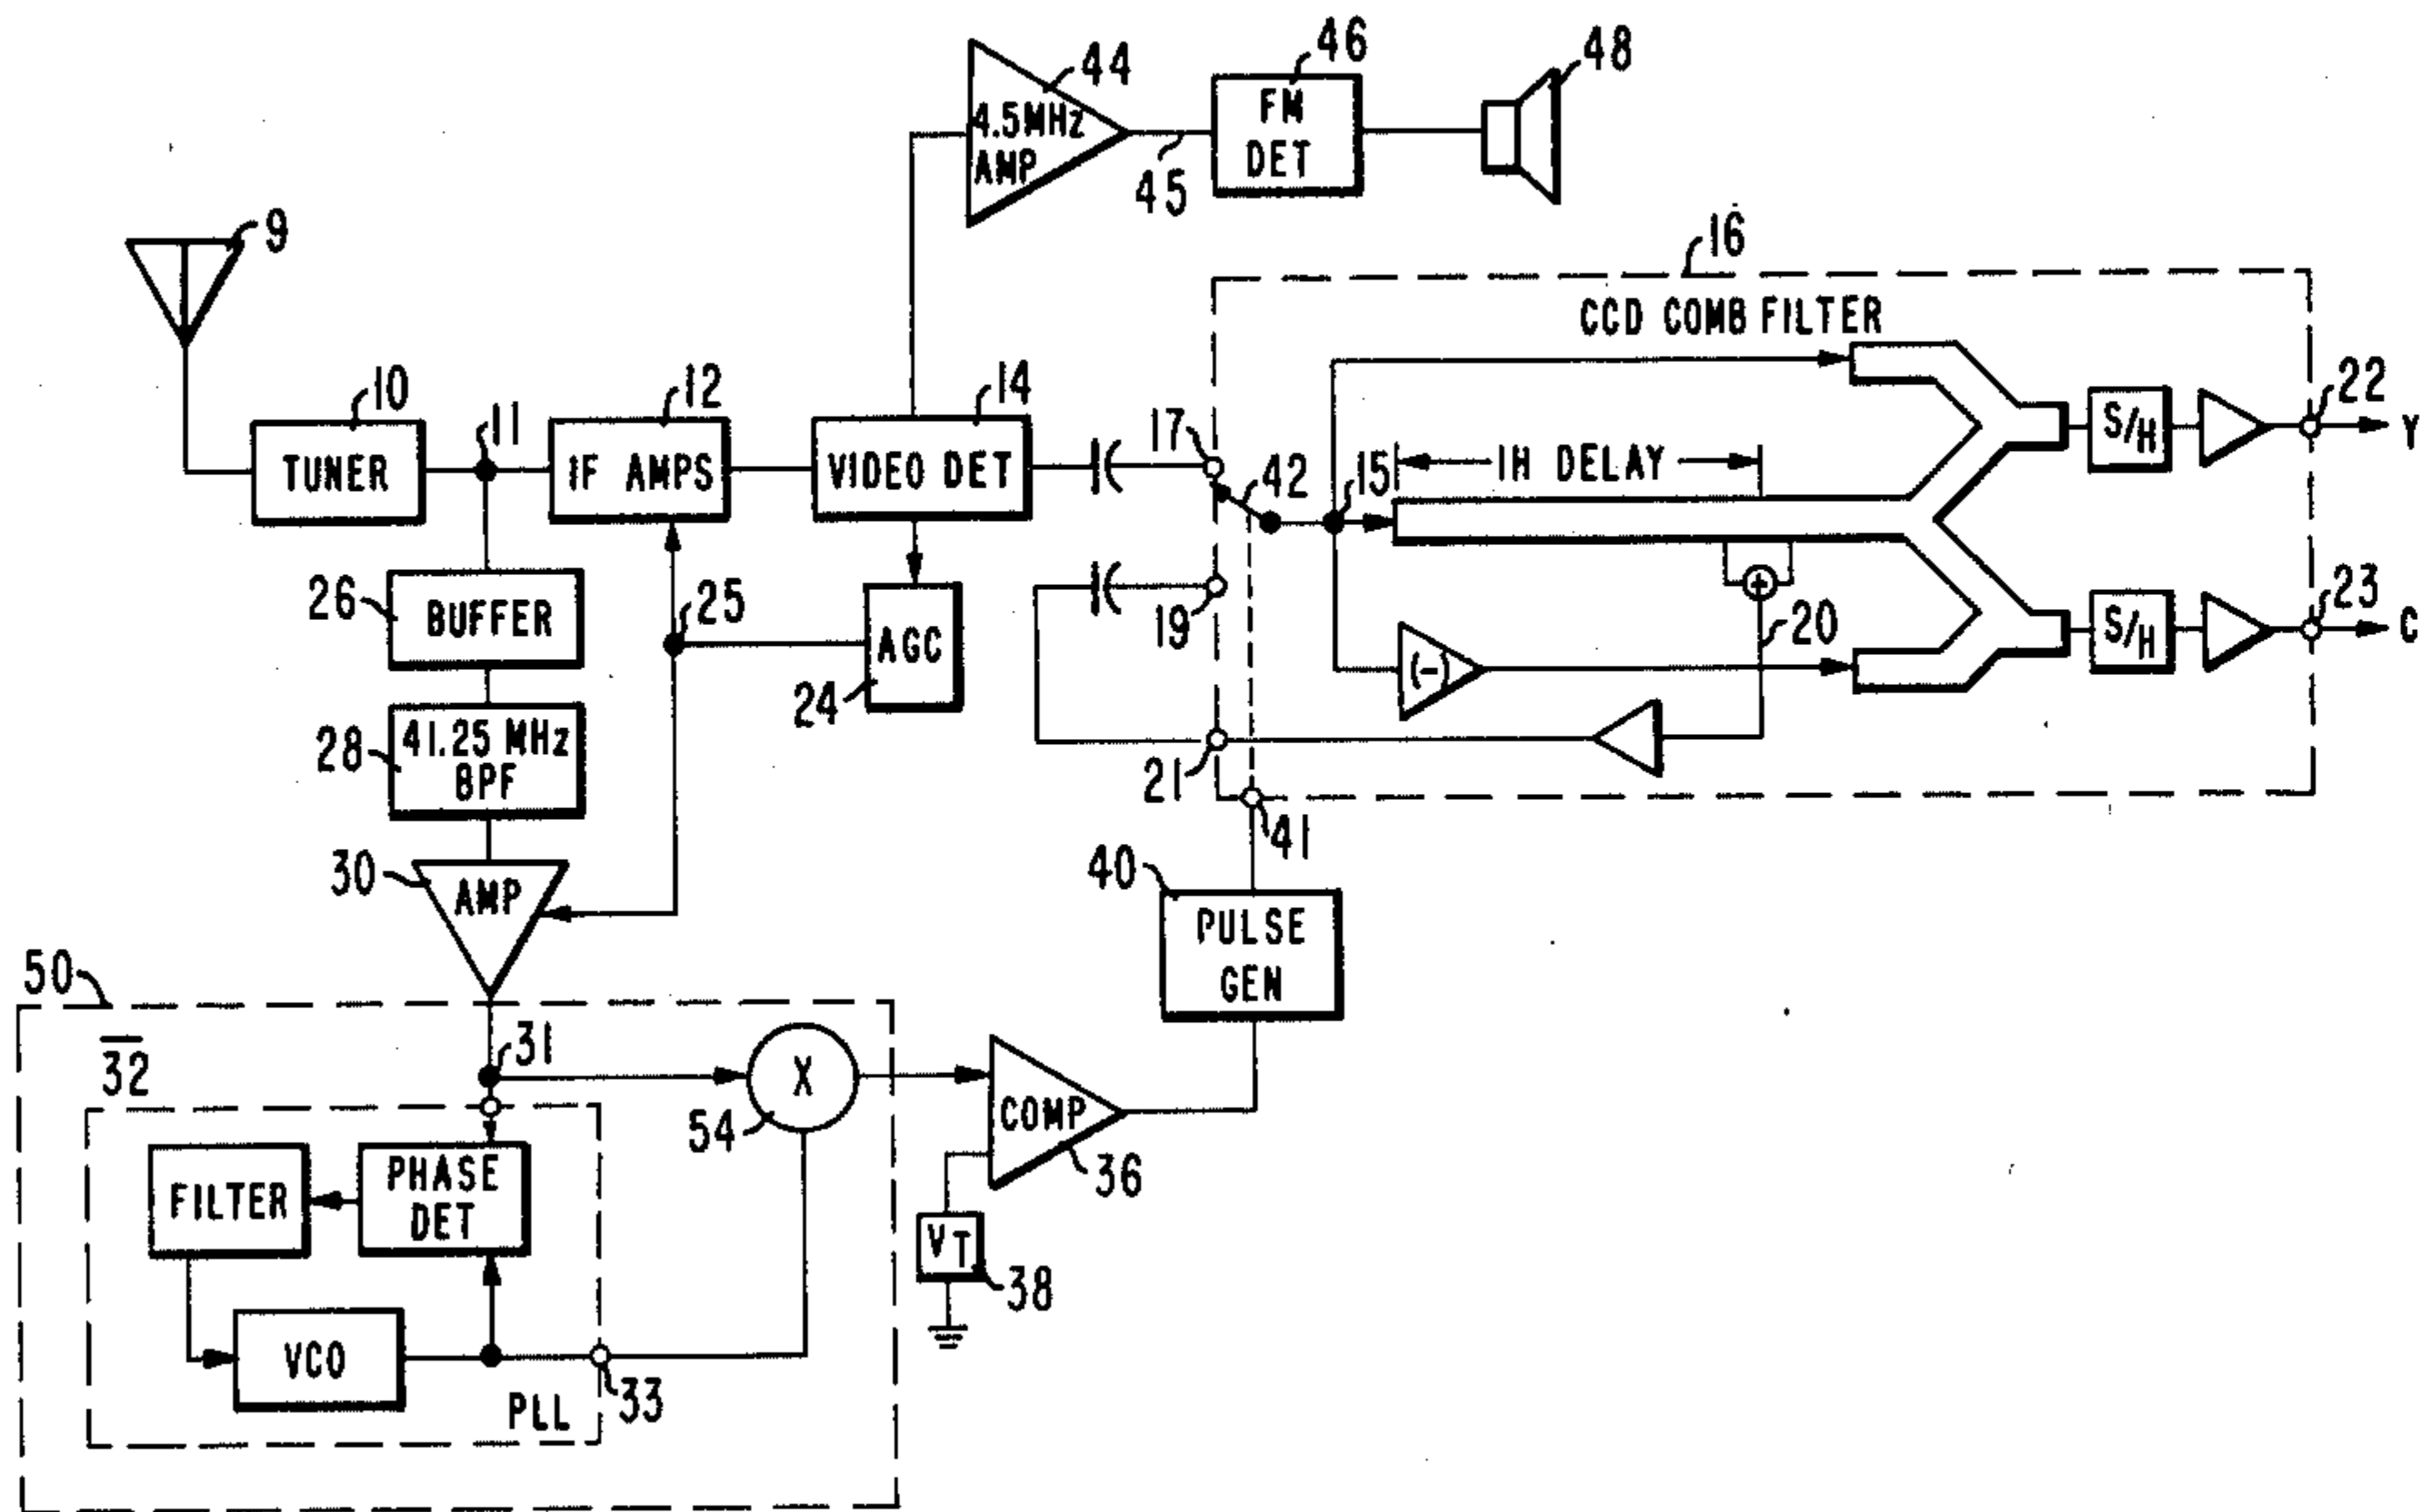 46
48
44
4.5MHz
AMP
FM
DET
45
9
16
CCD COMB FILTER
10
11
12
14
17
42
15
1H DELAY
S/H
22
Y
TUNER
IF AMPS
VIDEO DET
26
BUFFER
25
AGC
24
19
(-)
+
20
S/H
23
C
28
41.25 MHz
BPF
21
41
30
AMP
40
PULSE
GEN
50
32
31
X
54
COMP
36
FILTER
PHASE
DET
VT
38
VCO
33
PLL